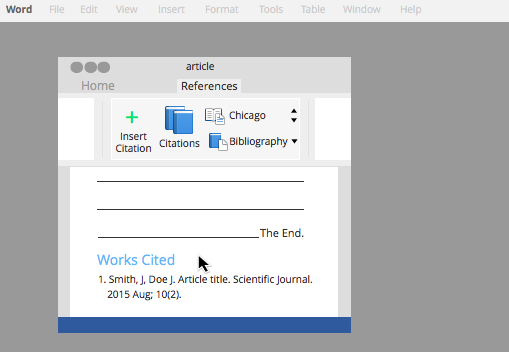 Word File Edit View Insert Format Tools Table Window Help
article
Home References
Insert
Citation
Citations
Chicago
Bibliography
The End.
Works Cited
1. Smith, J, Doe J. Article title. Scientific Journal.
2015 Aug; 10(2).